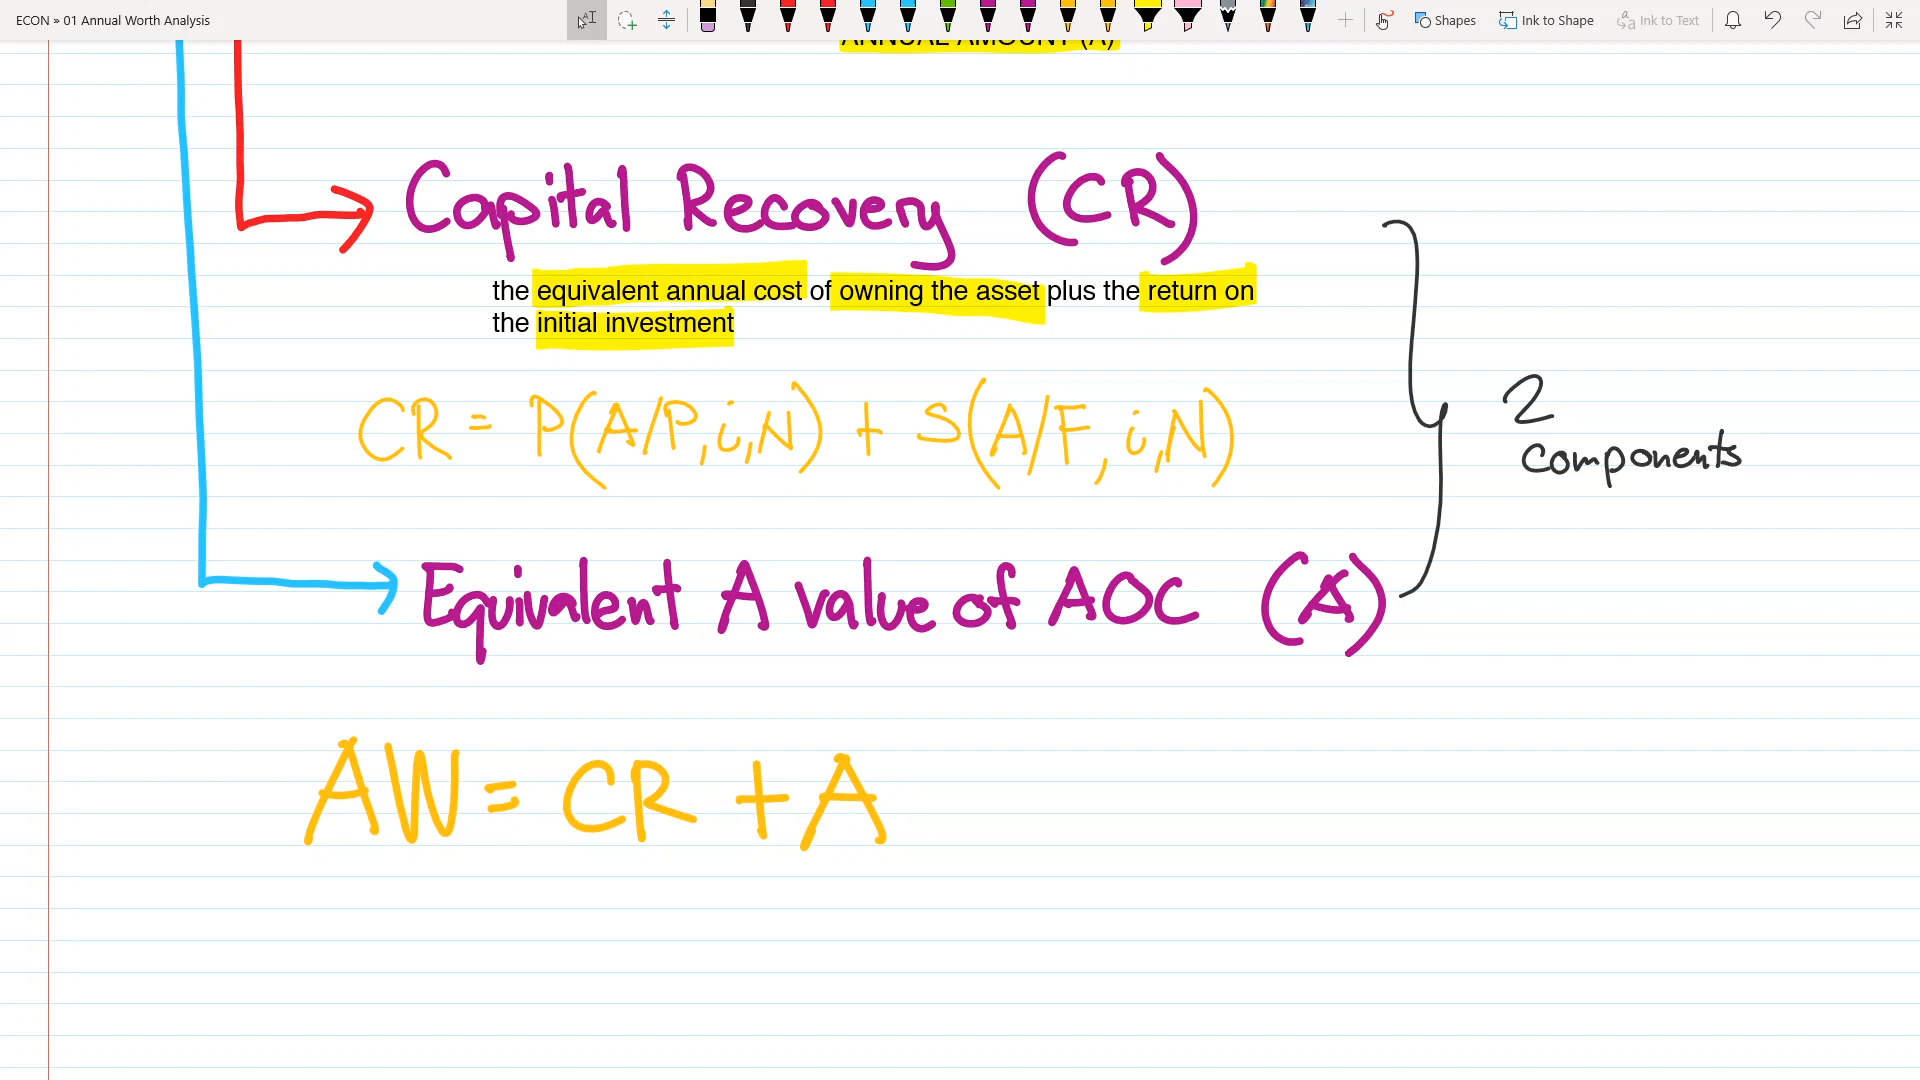 ECON » 01 Annual Worth Analysis
Shapes
Ink to Shape
Ink to Text
ANNUAL AMOUNT (A)
Capital Recovery (CR)
the equivalent annual cost of owning the asset plus the return on
the initial investment
CR = P(A/P,i,N) + S(A/F,i,N)
2
components
Equivalent A value of AOC (A)
AW = CR + A